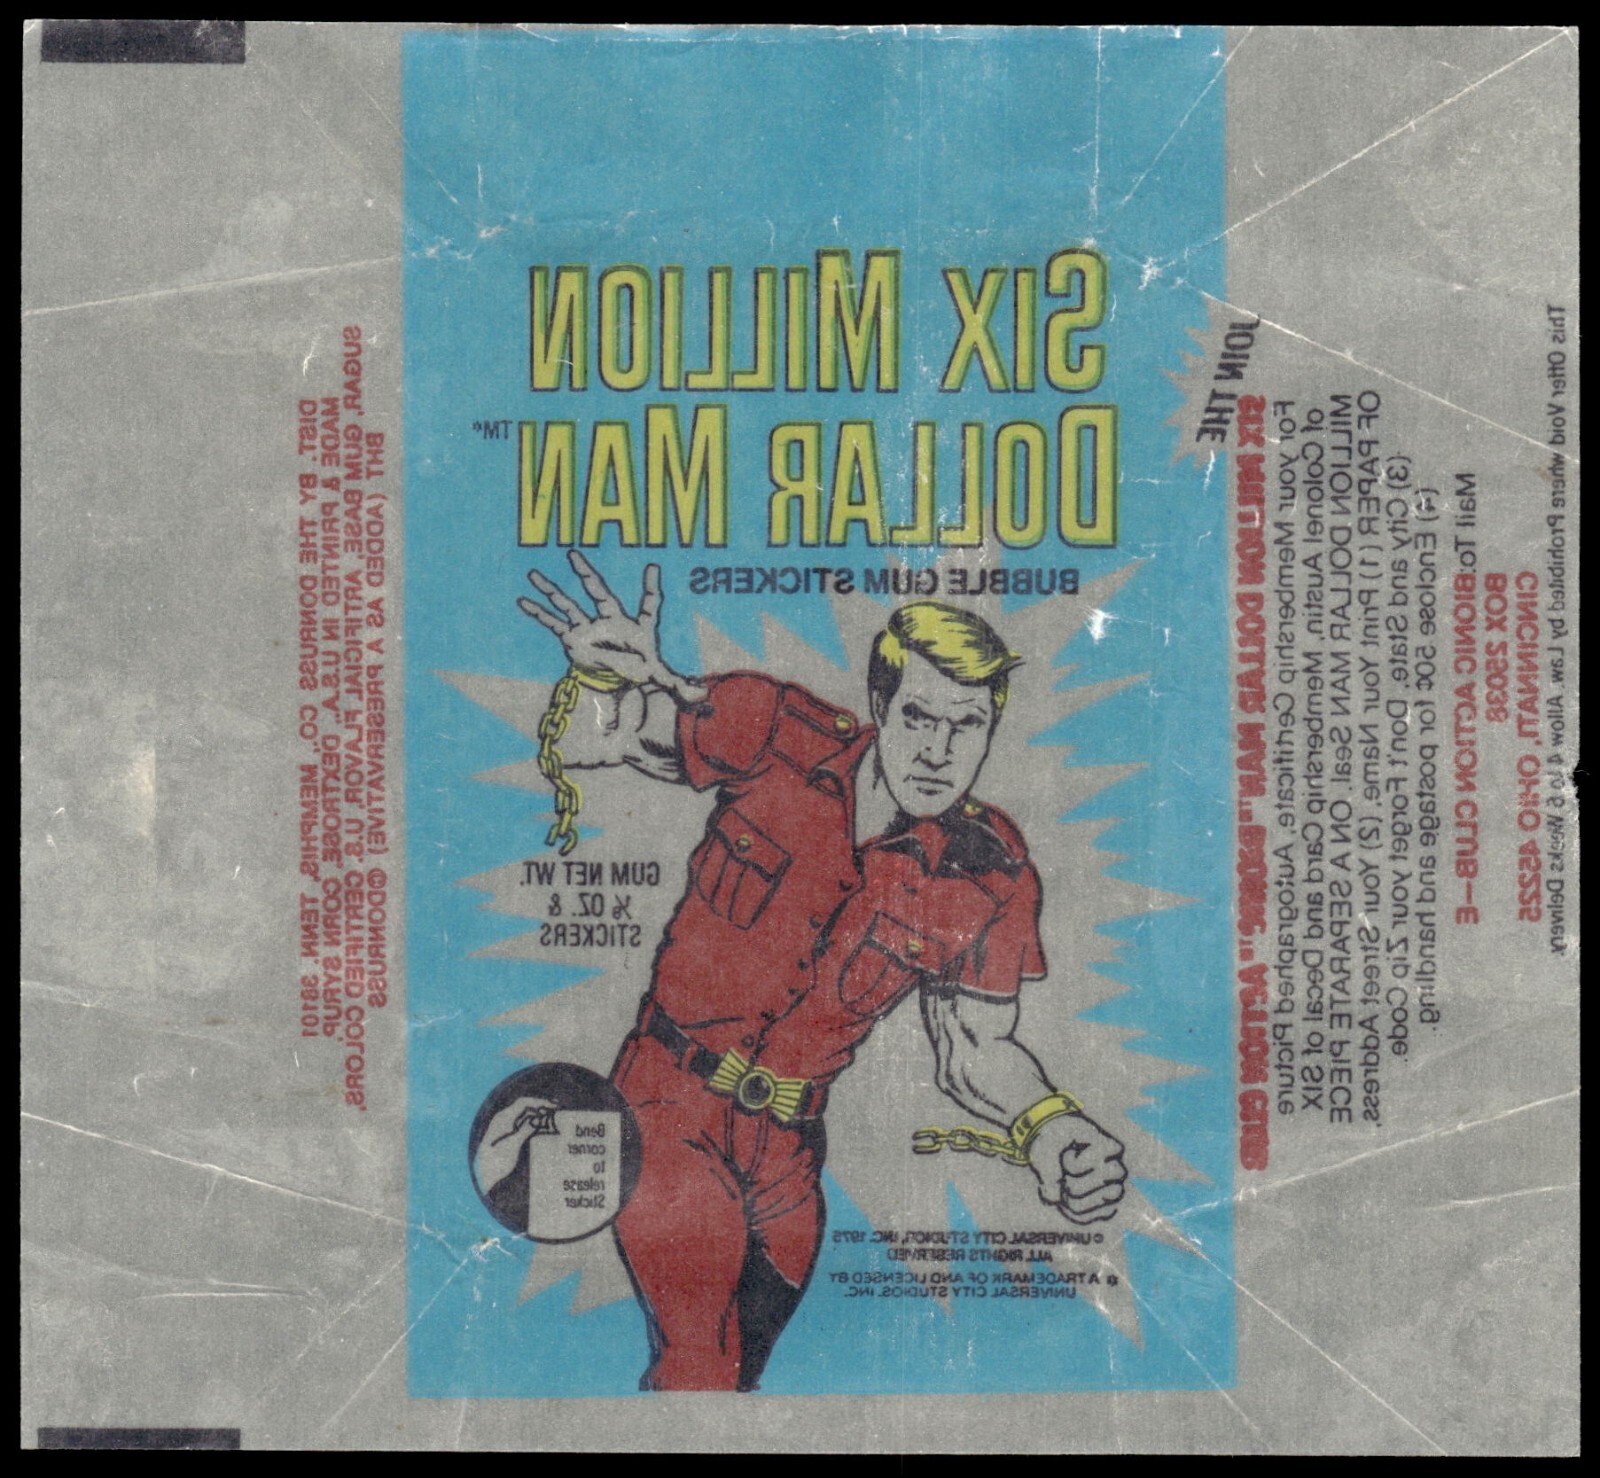 SIX MILLION
DOLLAR MAN™*
BUBBLE GUM STICKERS
GUM NET WT.
⅙ OZ. &
STICKERS
Bend
corner
to
release
Sticker
© UNIVERSAL CITY STUDIOS, INC. 1975
ALL RIGHTS RESERVED
* A TRADEMARK OF AND LICENSED BY
UNIVERSAL CITY STUDIOS, INC.
JOIN THE
SIX MILLION DOLLAR MAN...BIONIC...ACTION CLUB
For your Membership Certificate, Autographed Picture
of Colonel Austin, Membership Card and Decal of SIX
MILLION DOLLAR MAN Seal, ON A SEPARATE PIECE
OF PAPER (1) Print Your Name, (2) Your Street Address,
(3) City and State, Don't Forget your Zip Code,
(4) Enclose 50¢ for postage and handling.
Mail To: BIONIC ACTION CLUB—E
BOX 25038
CINCINNATI, OHIO 45225
This Offer Void where Prohibited by Law. Allow 4 to 6 Weeks Delivery.
DIST. BY THE DONRUSS CO., MEMPHIS, TENN. 38101
MADE & PRINTED IN U.S.A., DEXTROSE, CORN SYRUP,
SUGAR, GUM BASE, ARTIFICIAL FLAVOR, U.S. CERTIFIED COLORS,
BHT (ADDED AS A PRESERVATIVE) ©DONRUSS